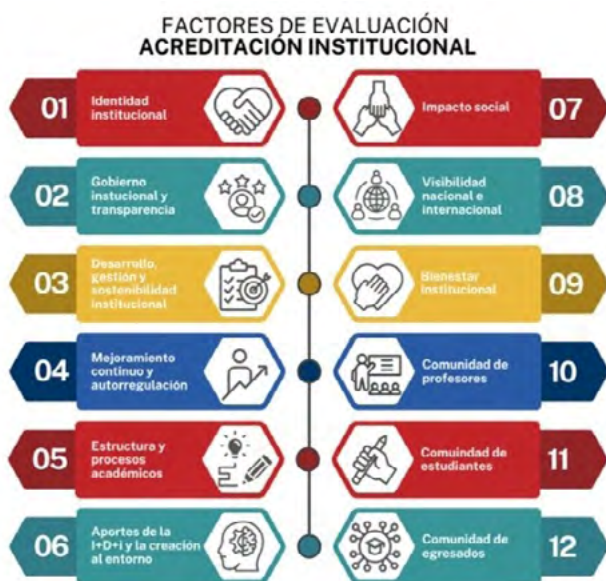 FACTORES DE EVALUACIÓN
ACREDITACIÓN INSTITUCIONAL
01
Identidad
institucional
02
Gobierno
instucional y
transparencia
03
Desarrollo,
gestión y
sostenibilidad
institucional
04
Mejoramiento
continuo y
autorregulación
05
Estructura y
procesos
académicos
06
Aportes de la
I+D+i y la creación
al entorno
Impacto social
07
Visibilidad
nacional e
internacional
08
Bienestar
institucional
09
Comunidad de
profesores
10
Comuindad de
estudiantes
11
Comunidad de
egresados
12